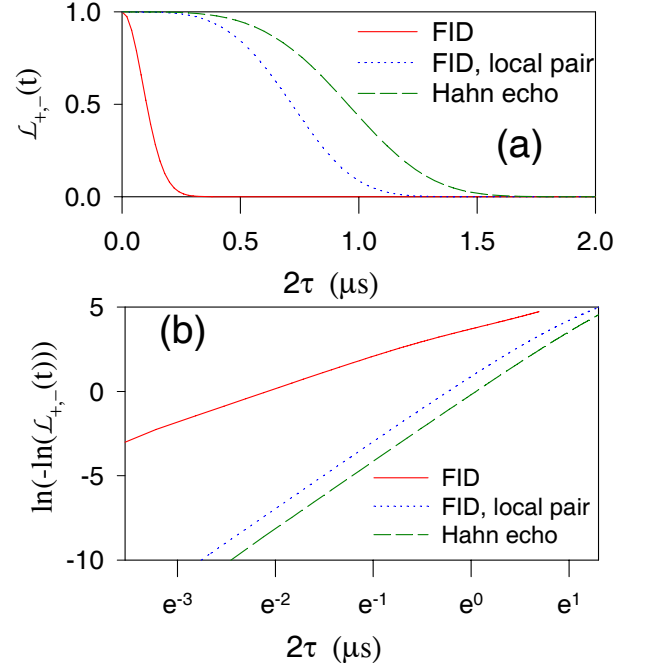 1.0
FID
FID, local pair
Hahn echo
0.5
ℒ+,−(t)
(a)
0.0
0.0 0.5 1.0 1.5 2.0
2τ (μs)
5
(b)
0
ln(-ln(ℒ+,−(t)))
-5
FID
FID, local pair
Hahn echo
-10
e-3 e-2 e-1 e0 e1
2τ (μs)